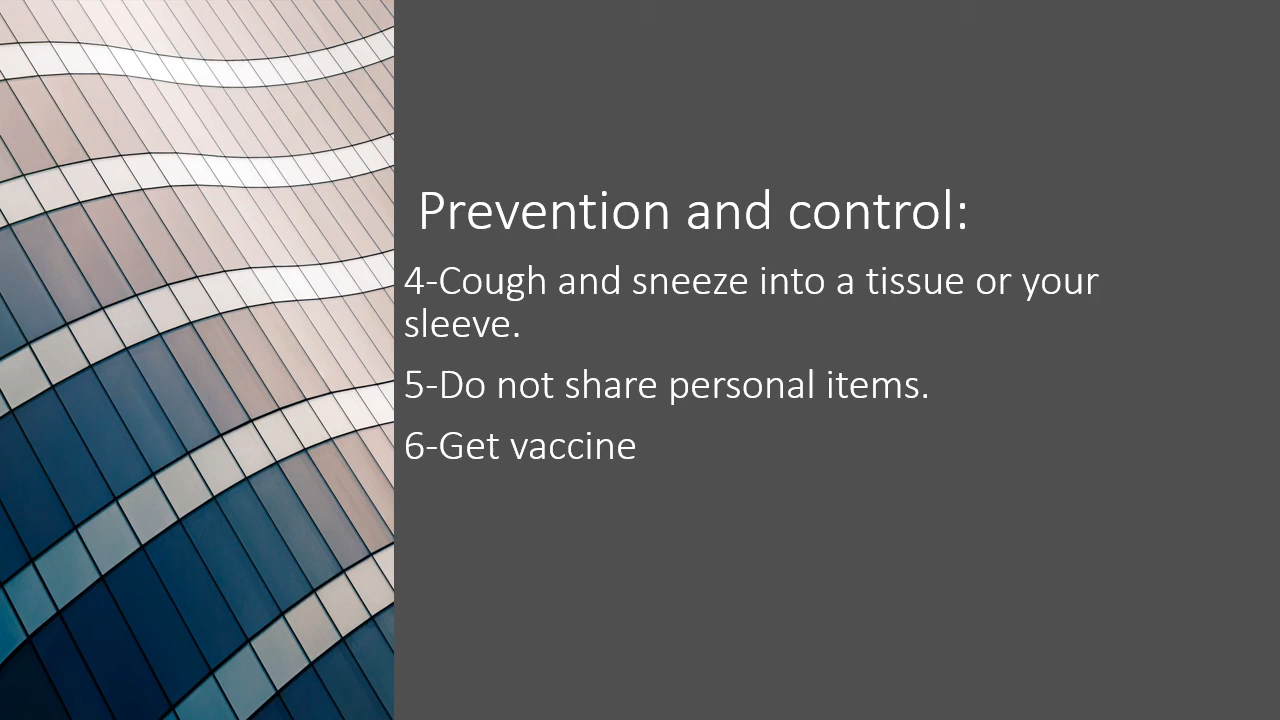 Prevention and control:
4-Cough and sneeze into a tissue or your
sleeve.
5-Do not share personal items.
6-Get vaccine